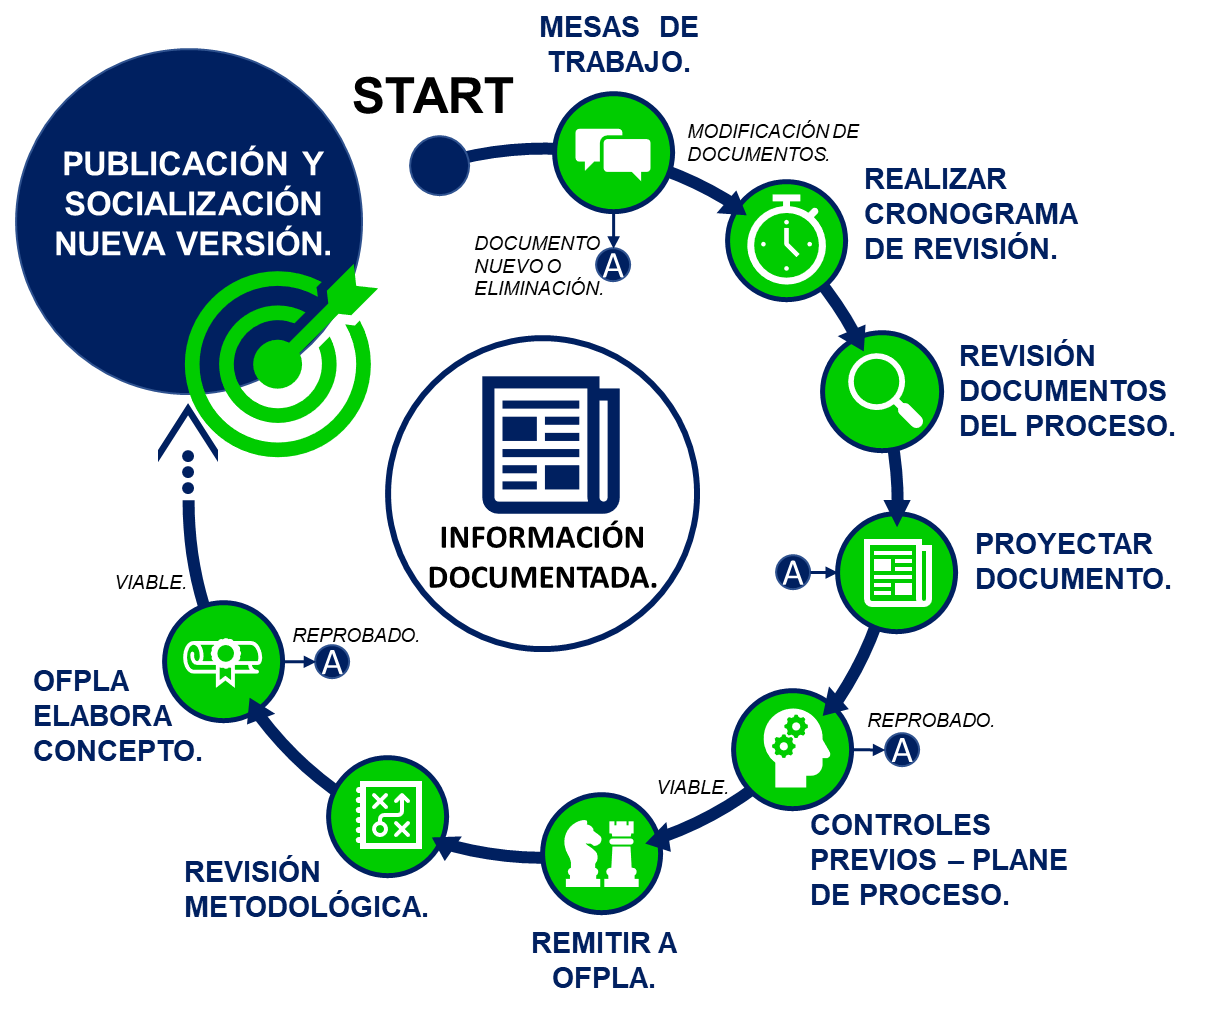 MESAS DE
TRABAJO.
START
MODIFICACIÓN DE
DOCUMENTOS.
REALIZAR
CRONOGRAMA
DE REVISIÓN.
DOCUMENTO
NUEVO O
ELIMINACIÓN.
A
REVISIÓN
DOCUMENTOS
DEL PROCESO.
A
PROYECTAR
DOCUMENTO.
REPROBADO.
A
CONTROLES
PREVIOS – PLANE
DE PROCESO.
VIABLE.
REMITIR A
OFPLA.
REVISIÓN
METODOLÓGICA.
OFPLA
ELABORA
CONCEPTO.
REPROBADO.
A
VIABLE.
PUBLICACIÓN Y
SOCIALIZACIÓN
NUEVA VERSIÓN.
INFORMACIÓN
DOCUMENTADA.